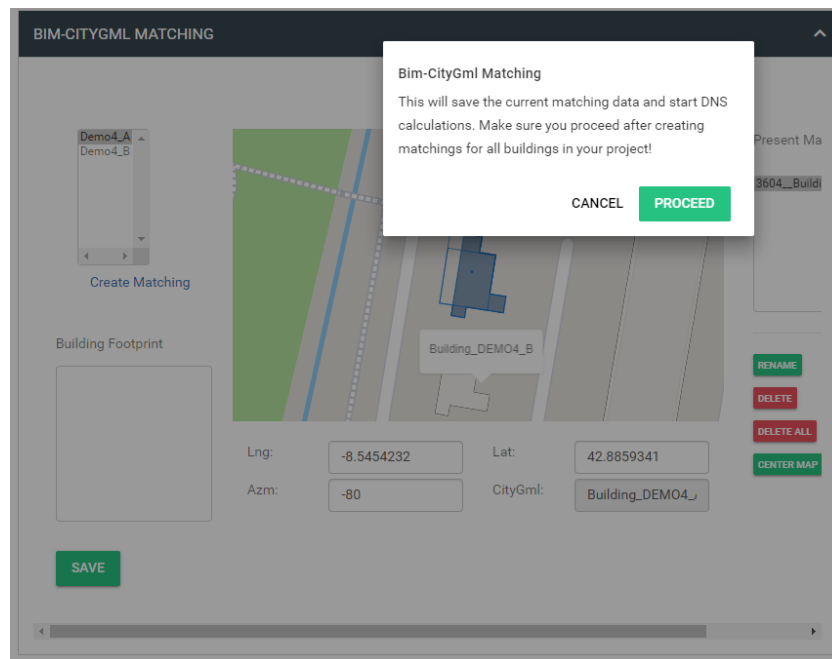 BIM-CITYGML MATCHING
Bim-CityGml Matching
This will save the current matching data and start DNS
calculations. Make sure you proceed after creating
matchings for all buildings in your project!
CANCEL
PROCEED
Demo4_A
Demo4_B
Create Matching
Building Footprint
Building_DEMO4_B
Present Ma
3604__Buildi
RENAME
DELETE
DELETE ALL
CENTER MAP
Lng:
-8.5454232
Lat:
42.8859341
Azm:
-80
CityGml:
Building_DEMO4_
SAVE